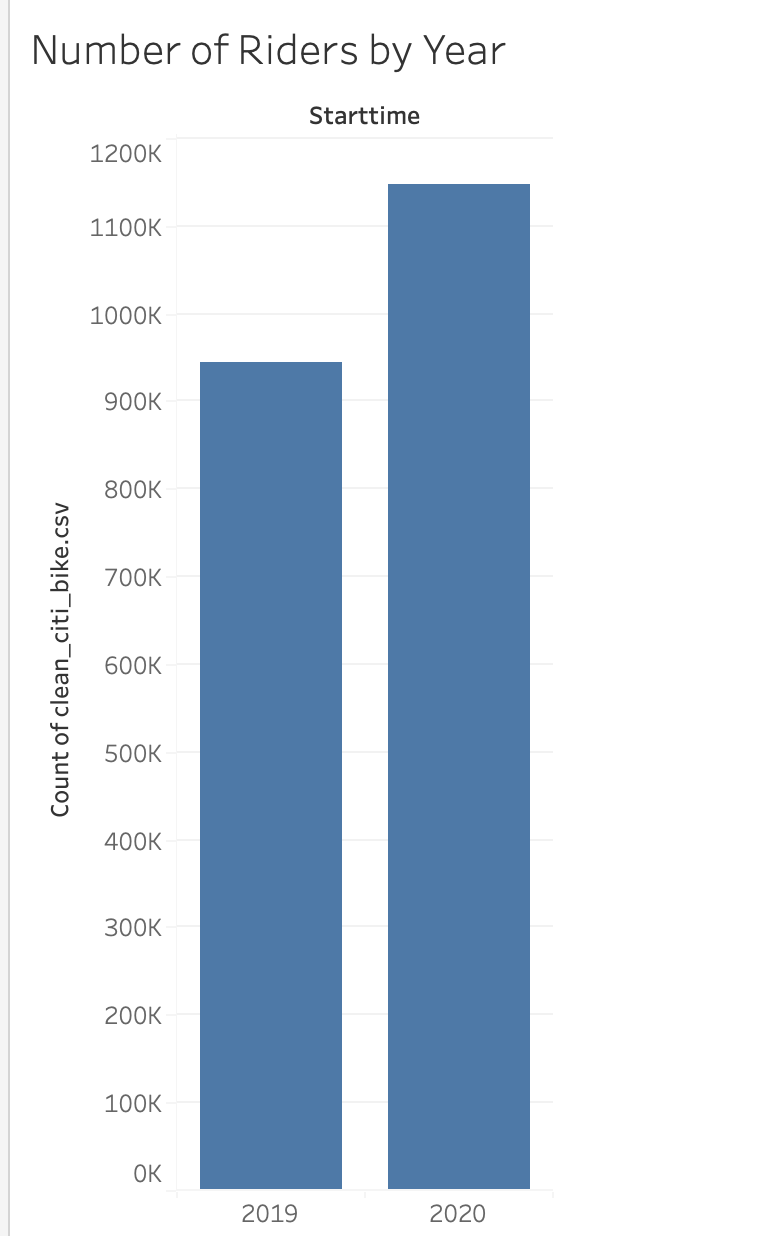 Number of Riders by Year
Starttime
1200K
1100K
1000K
900K
800K
700K
600K
500K
400K
300K
200K
100K
0K
Count of clean_citi_bike.csv
2019
2020